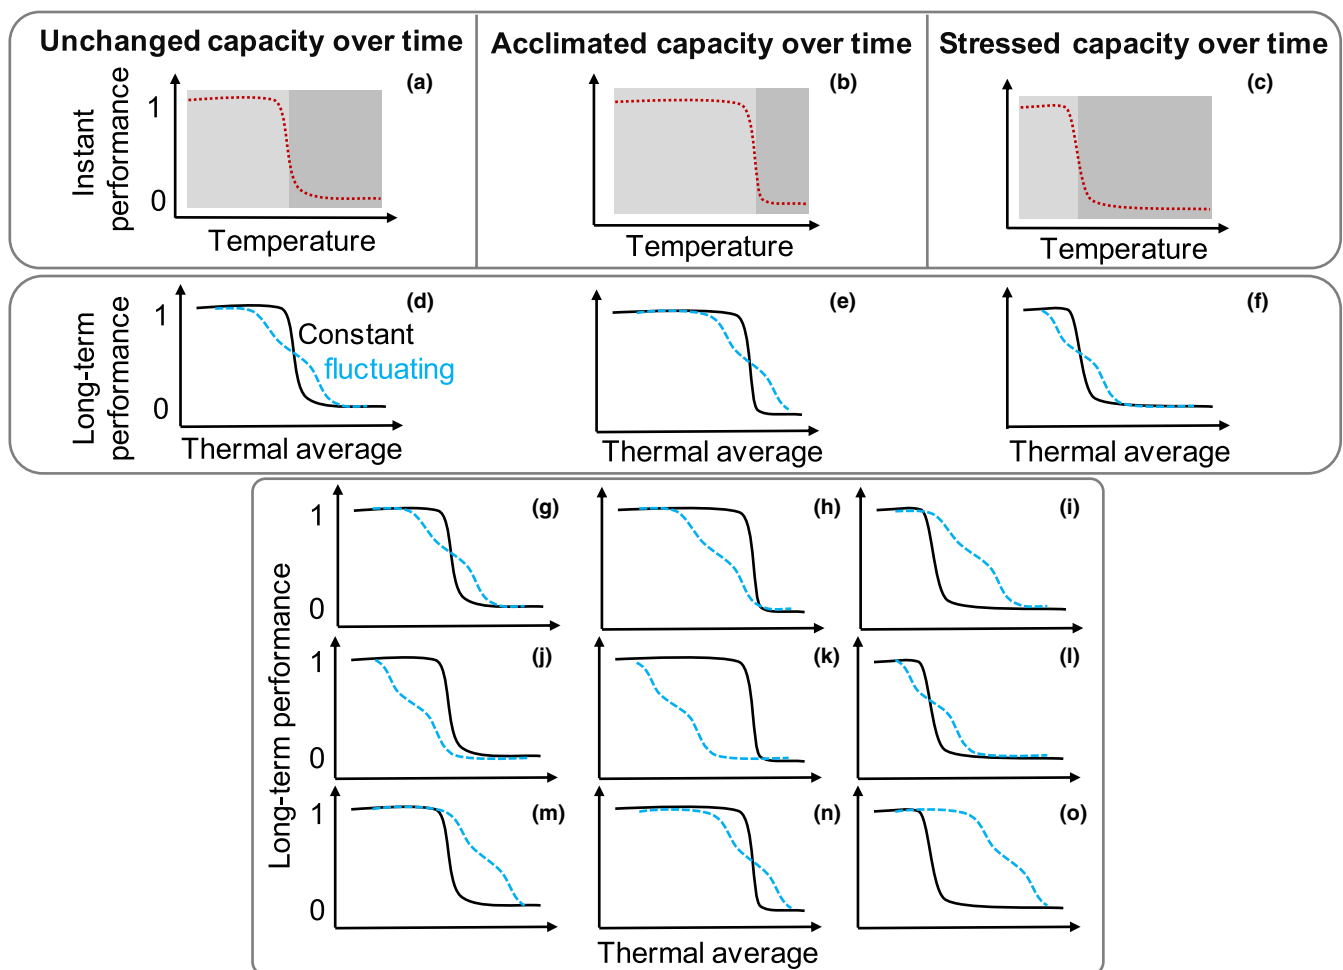 Unchanged capacity over time
Acclimated capacity over time
Stressed capacity over time
(a)
(b)
(c)
Instant
performance
1
0
Temperature
Temperature
Temperature
(d)
(e)
(f)
Long-term
performance
1
0
Constant
fluctuating
Thermal average
Thermal average
Thermal average
Long-term performance
(g)
(h)
(i)
1
0
(j)
(k)
(l)
1
0
(m)
(n)
(o)
1
0
Thermal average